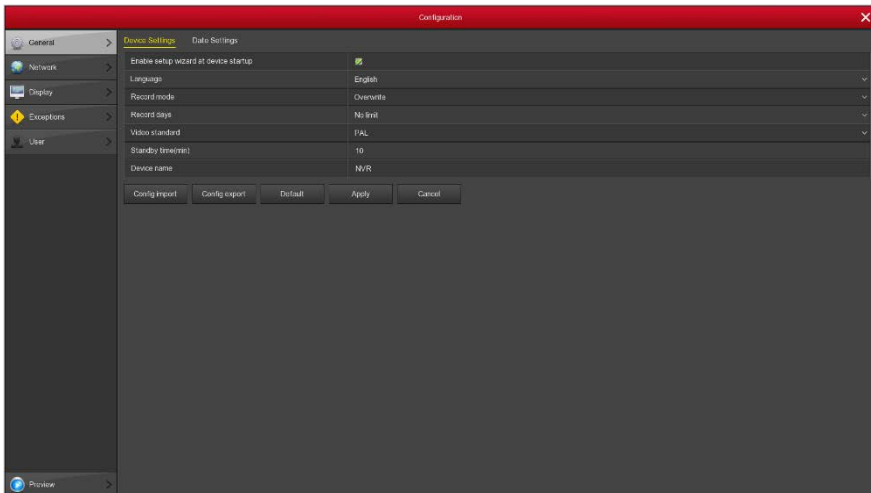 Configuration
General
Network
Display
Exceptions
User
Preview
Device Settings Date Settings
Enable setup wizard at device startup
Language English
Record mode Overwrite
Record days No limit
Video standard PAL
Standby time(min) 10
Device name NVR
Config import Config export Default Apply Cancel